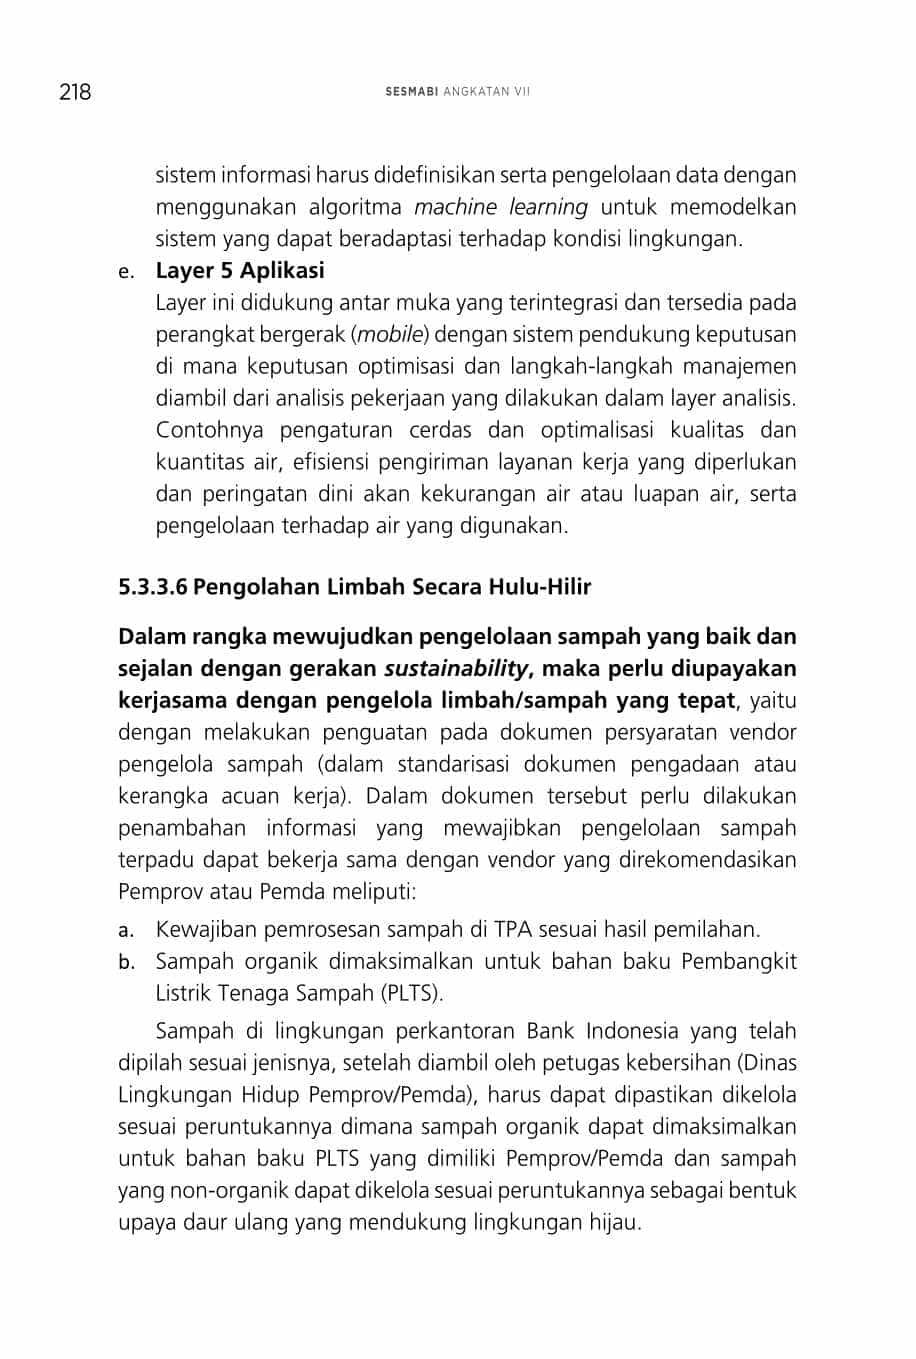 218
SESMABI ANGKATAN VII
sistem informasi harus didefinisikan serta pengelolaan data dengan
menggunakan algoritma machine learning untuk memodelkan
sistem yang dapat beradaptasi terhadap kondisi lingkungan.
e. Layer 5 Aplikasi
Layer ini didukung antar muka yang terintegrasi dan tersedia pada
perangkat bergerak (mobile) dengan sistem pendukung keputusan
di mana keputusan optimisasi dan langkah-langkah manajemen
diambil dari analisis pekerjaan yang dilakukan dalam layer analisis.
Contohnya pengaturan cerdas dan optimalisasi kualitas dan
kuantitas air, efisiensi pengiriman layanan kerja yang diperlukan
dan peringatan dini akan kekurangan air atau luapan air, serta
pengelolaan terhadap air yang digunakan.
5.3.3.6 Pengolahan Limbah Secara Hulu-Hilir
Dalam rangka mewujudkan pengelolaan sampah yang baik dan
sejalan dengan gerakan sustainability, maka perlu diupayakan
kerjasama dengan pengelola limbah/sampah yang tepat, yaitu
dengan melakukan penguatan pada dokumen persyaratan vendor
pengelola sampah (dalam standarisasi dokumen pengadaan atau
kerangka acuan kerja). Dalam dokumen tersebut perlu dilakukan
penambahan informasi yang mewajibkan pengelolaan sampah
terpadu dapat bekerja sama dengan vendor yang direkomendasikan
Pemprov atau Pemda meliputi:
a. Kewajiban pemrosesan sampah di TPA sesuai hasil pemilahan.
b. Sampah organik dimaksimalkan untuk bahan baku Pembangkit
Listrik Tenaga Sampah (PLTS).
Sampah di lingkungan perkantoran Bank Indonesia yang telah
dipilah sesuai jenisnya, setelah diambil oleh petugas kebersihan (Dinas
Lingkungan Hidup Pemprov/Pemda), harus dapat dipastikan dikelola
sesuai peruntukannya dimana sampah organik dapat dimaksimalkan
untuk bahan baku PLTS yang dimiliki Pemprov/Pemda dan sampah
yang non-organik dapat dikelola sesuai peruntukannya sebagai bentuk
upaya daur ulang yang mendukung lingkungan hijau.